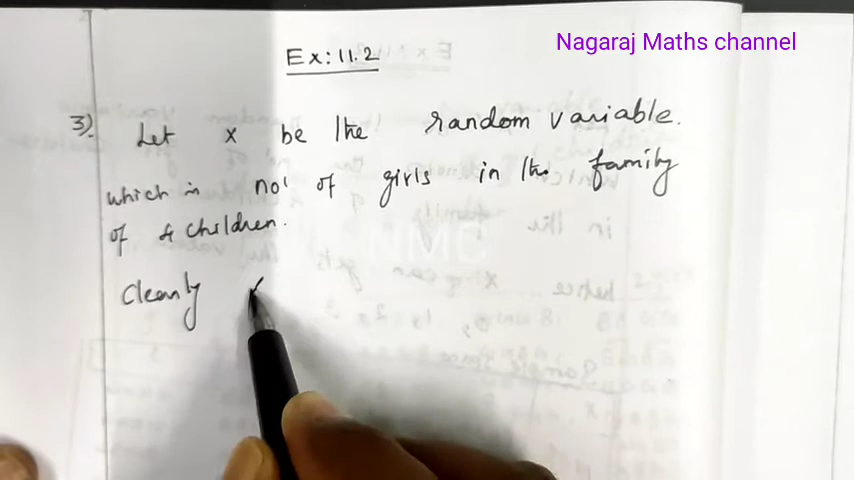 Nagaraj Maths channel
Ex: 11.2
3) Let x be the random variable.
which is no' of girls in the family
of 4 children.
Clearly
NMC